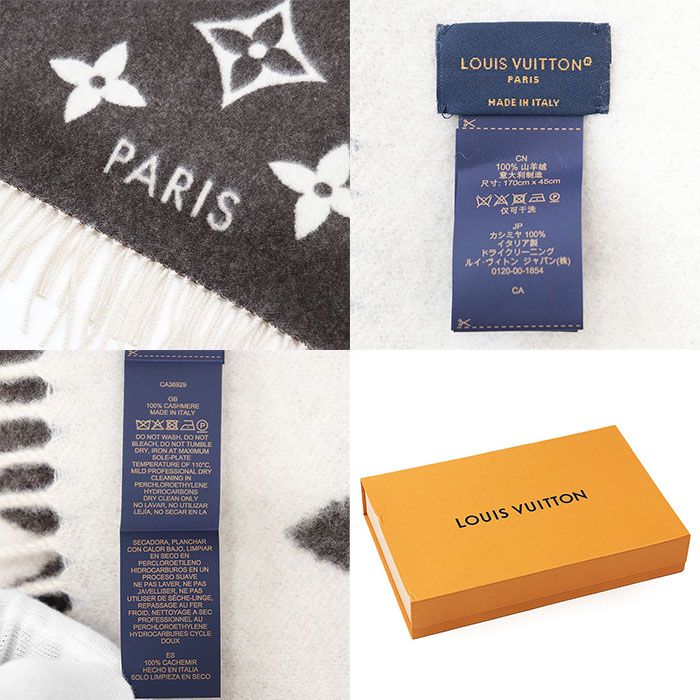 PARIS
LOUIS VUITTON®
PARIS
MADE IN ITALY
CN
100% 山羊绒
意大利制造
尺寸: 170cm x 45cm
仅可干洗
JP
カシミヤ 100%
イタリア製
ドライクリーニング
ルイ・ヴィトン ジャパン(株)
0120-00-1854
CA
CA36929
GB
100% CASHMERE
MADE IN ITALY
DO NOT WASH, DO NOT
BLEACH, DO NOT TUMBLE
DRY, IRON AT MAXIMUM
SOLE-PLATE
TEMPERATURE OF 110°C,
MILD PROFESSIONAL DRY
CLEANING IN
PERCHLOROETHYLENE
HYDROCARBONS
DRY CLEAN ONLY
NO LAVAR, NO UTILIZAR
LEJÍA, NO SECAR EN LA
SECADORA, PLANCHAR
CON CALOR BAJO, LIMPIAR
EN SECO EN
PERCLOROETILENO
HIDROCARBUROS EN UN
PROCESO SUAVE
NE PAS LAVER, NE PAS
JAVELLISER, NE PAS
UTILISER DE SÈCHE-LINGE,
REPASSAGE AU FER
FROID, NETTOYAGE A SEC
PROFESSIONNEL AU
PERCHLOROETHYLENE
HYDROCARBURES CYCLE
DOUX
ES
100% CACHEMIR
HECHO EN ITALIA
SOLO LIMPIEZA EN SECO
LOUIS VUITTON